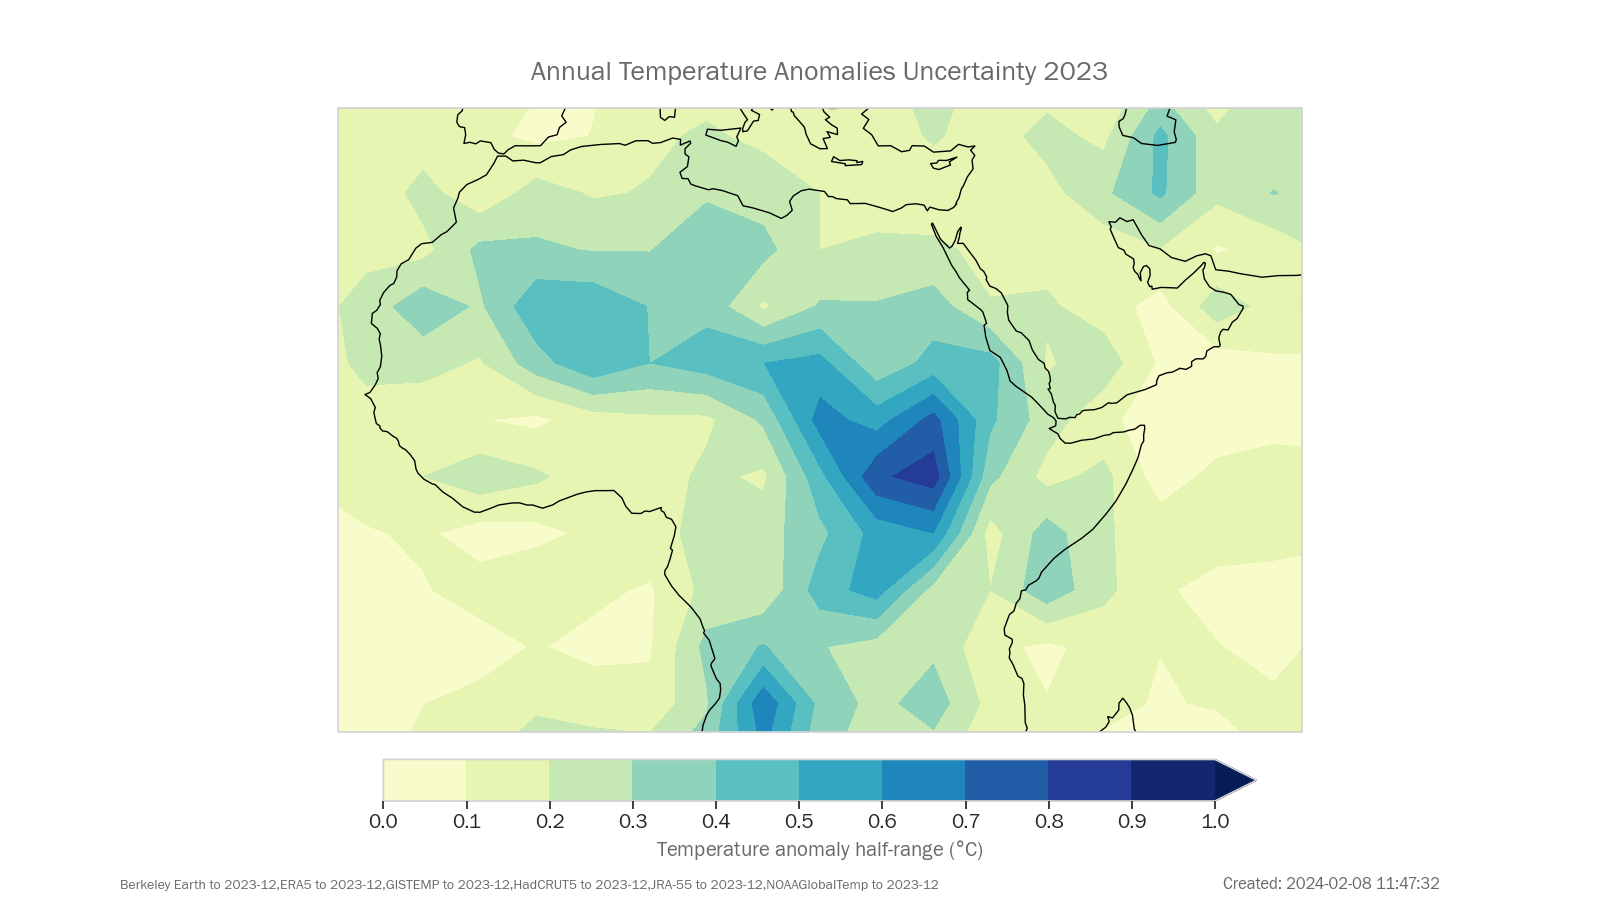 Annual Temperature Anomalies Uncertainty 2023
0.0 0.1 0.2 0.3 0.4 0.5 0.6 0.7 0.8 0.9 1.0
Temperature anomaly half-range (°C)
Berkeley Earth to 2023-12,ERA5 to 2023-12,GISTEMP to 2023-12,HadCRUT5 to 2023-12,JRA-55 to 2023-12,NOAAGlobalTemp to 2023-12
Created: 2024-02-08 11:47:32